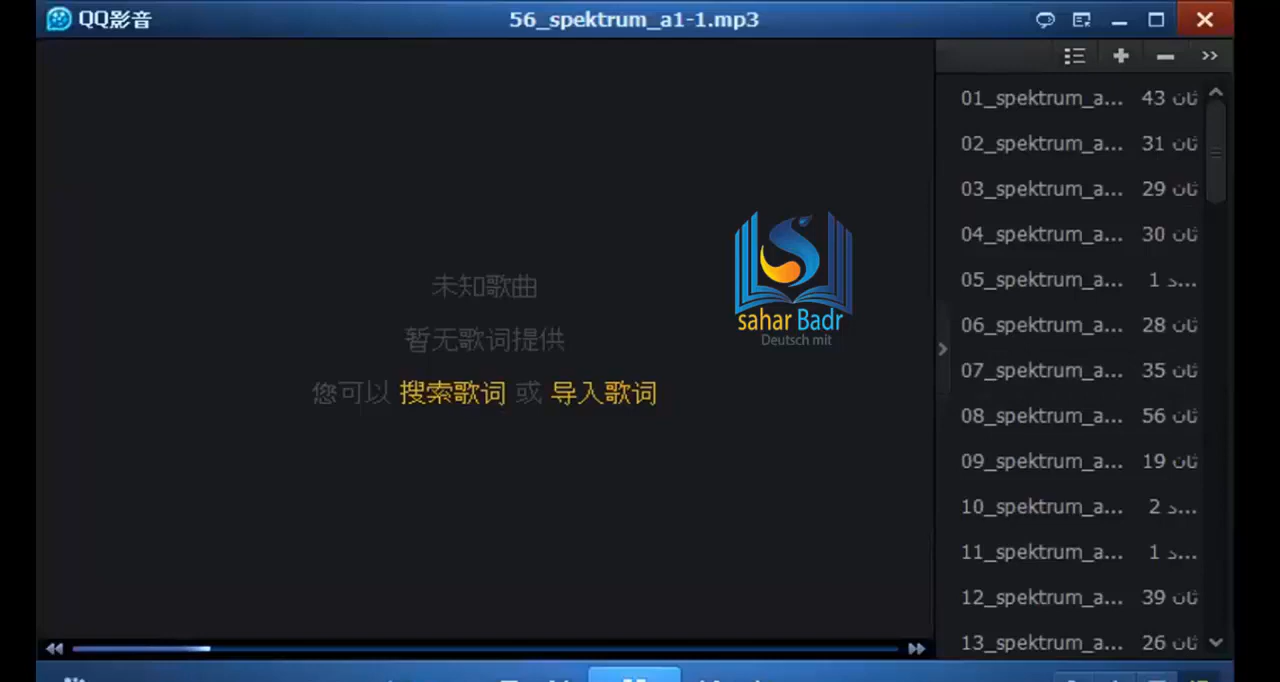 QQ影音
56_spektrum_a1-1.mp3
未知歌曲
暂无歌词提供
您可以 搜索歌词 或 导入歌词
sahar Badr
Deutsch mit
01_spektrum_a... 43 ثان
02_spektrum_a... 31 ثان
03_spektrum_a... 29 ثان
04_spektrum_a... 30 ثان
05_spektrum_a... 1 د...
06_spektrum_a... 28 ثان
07_spektrum_a... 35 ثان
08_spektrum_a... 56 ثان
09_spektrum_a... 19 ثان
10_spektrum_a... 2 د...
11_spektrum_a... 1 د...
12_spektrum_a... 39 ثان
13_spektrum_a... 26 ثان